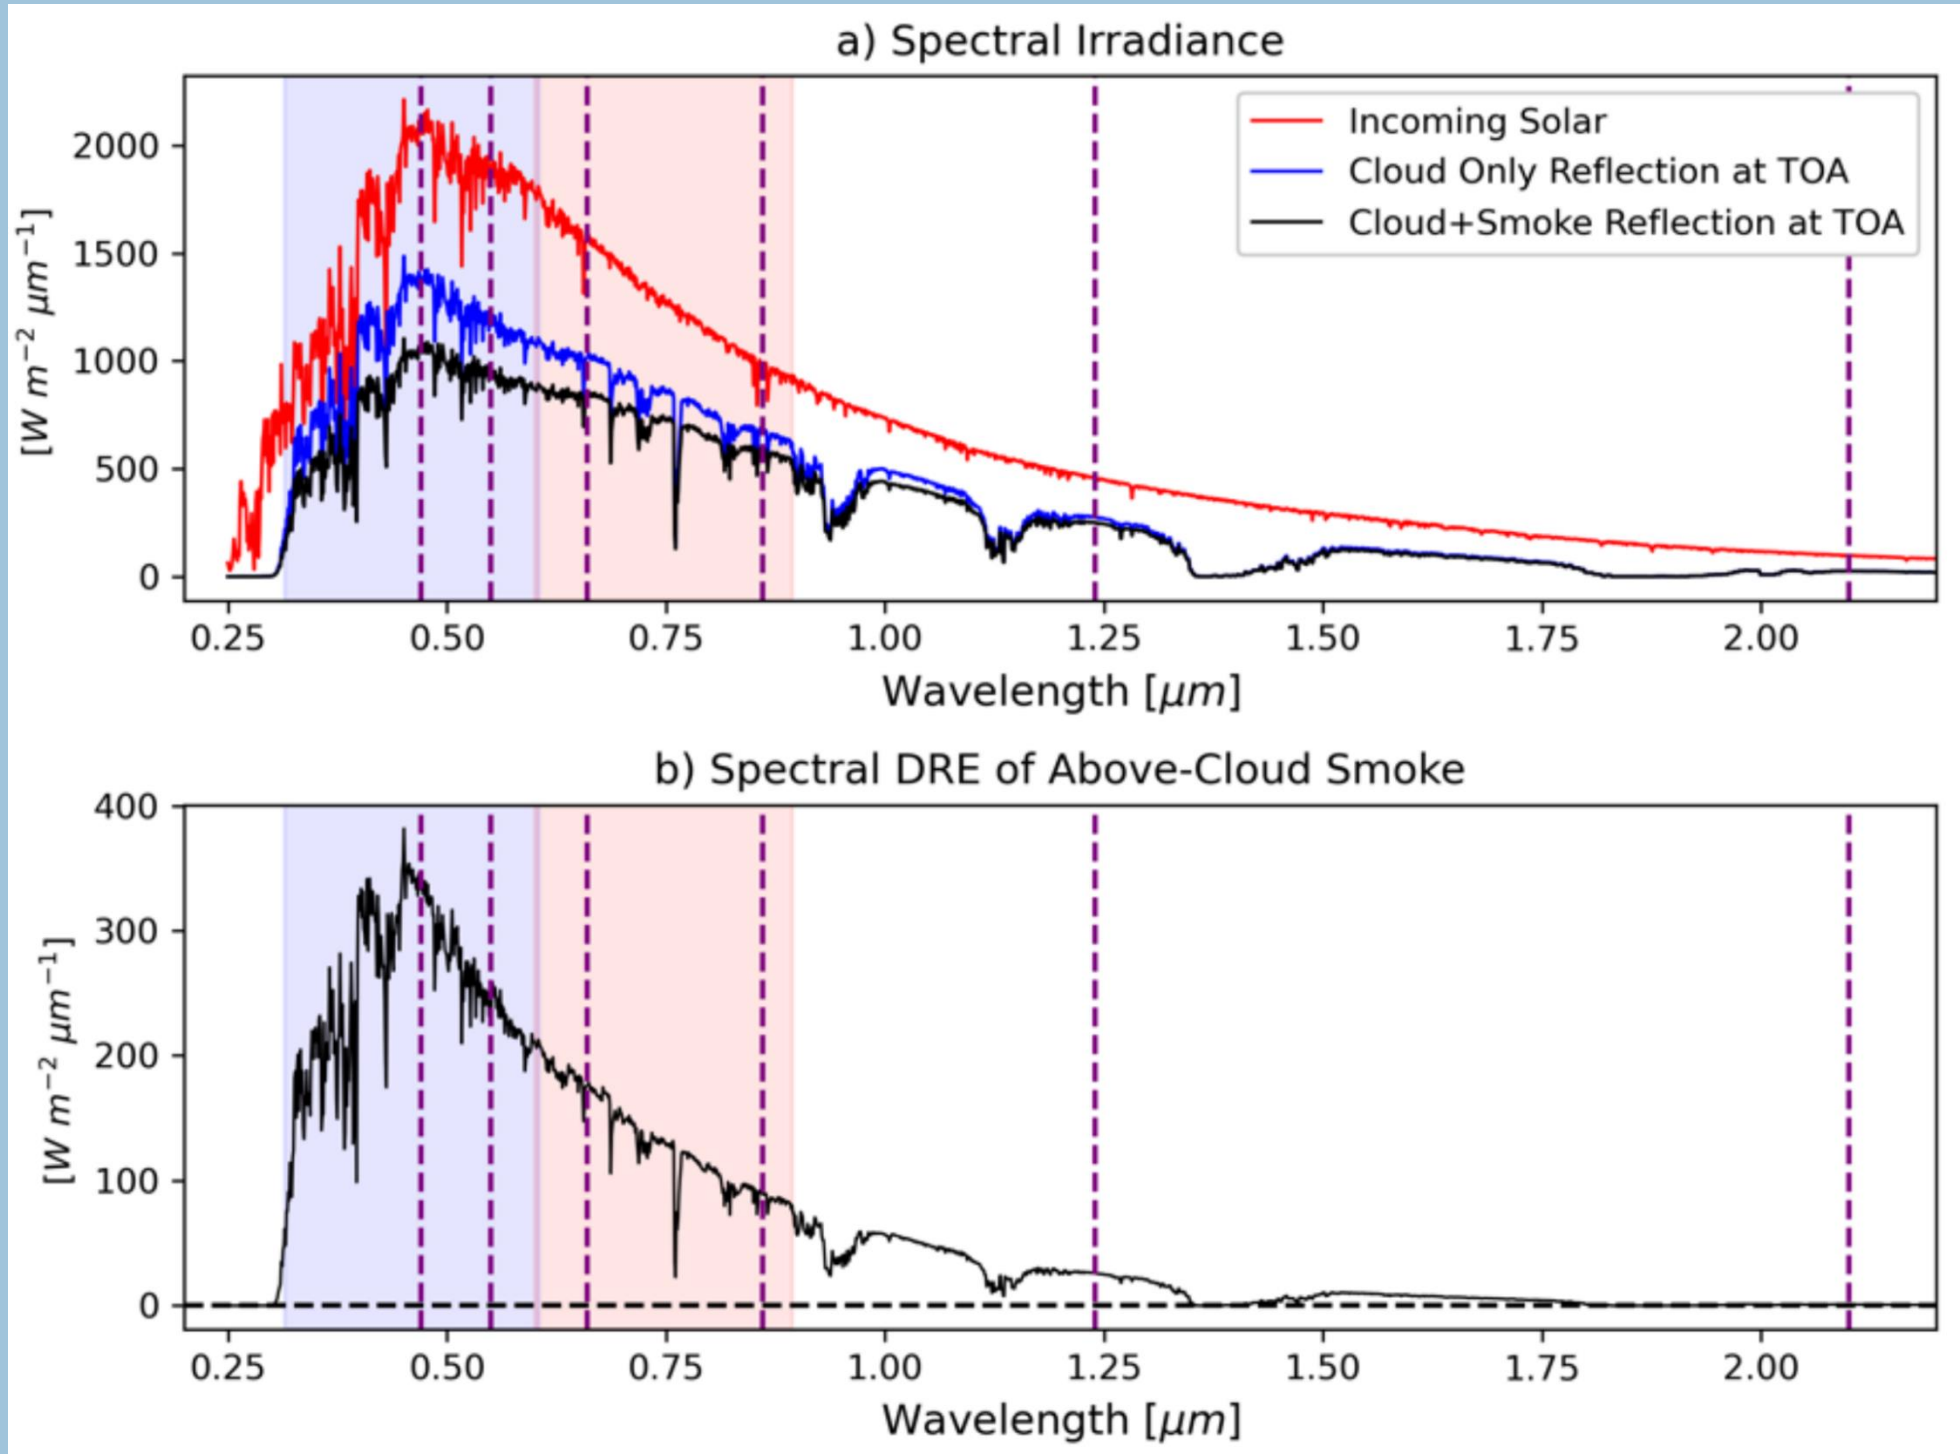 a) Spectral Irradiance
[W m⁻² μm⁻¹]
2000
1500
1000
500
0
Incoming Solar
Cloud Only Reflection at TOA
Cloud+Smoke Reflection at TOA
0.25 0.50 0.75 1.00 1.25 1.50 1.75 2.00
Wavelength [μm]
b) Spectral DRE of Above-Cloud Smoke
[W m⁻² μm⁻¹]
400
300
200
100
0
0.25 0.50 0.75 1.00 1.25 1.50 1.75 2.00
Wavelength [μm]